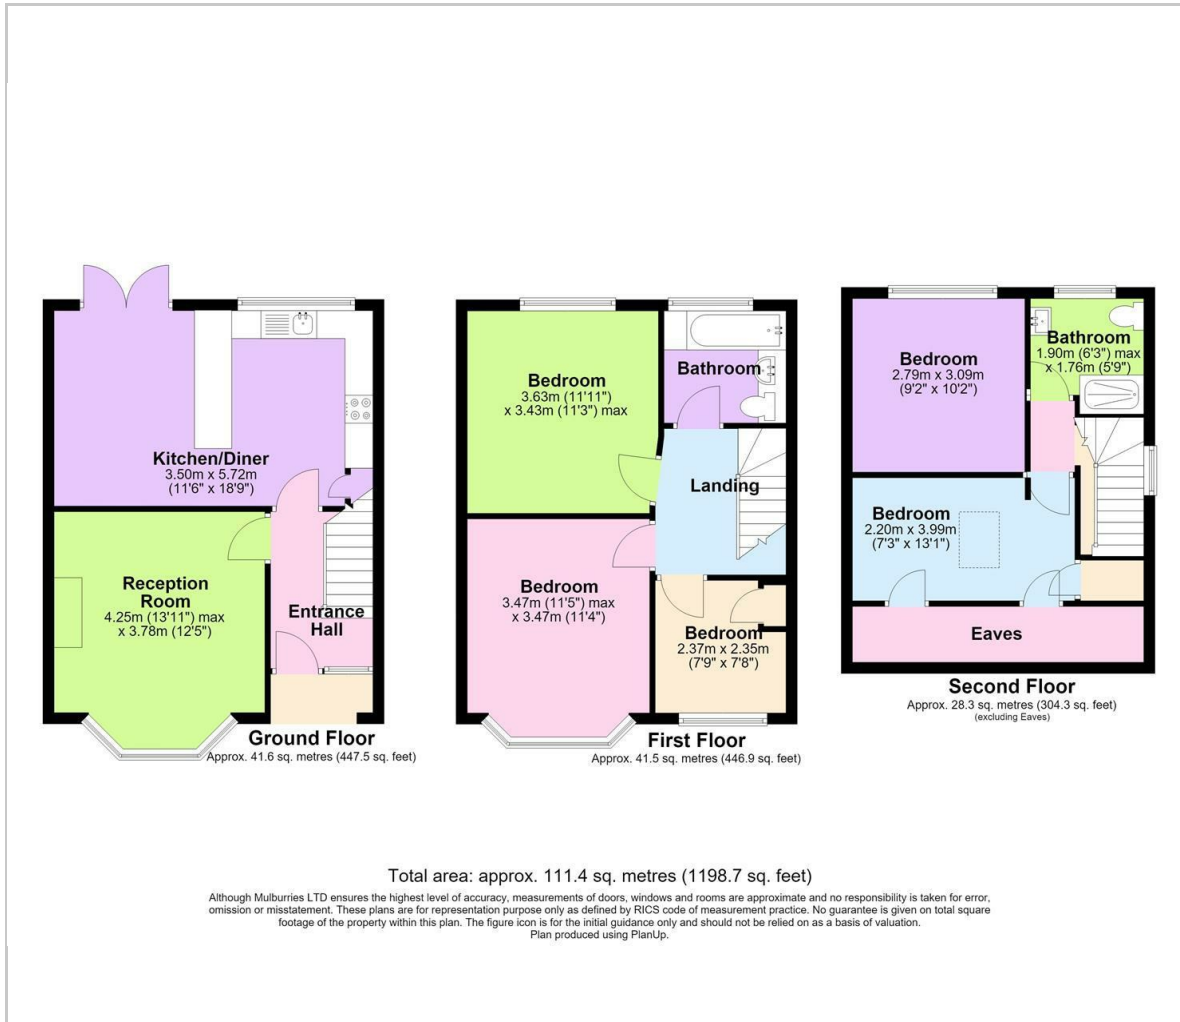 Kitchen/Diner
3.50m x 5.72m
(11'6" x 18'9")
Reception
Room
4.25m (13'11") max
x 3.78m (12'5")
Entrance
Hall
Ground Floor
Approx. 41.6 sq. metres (447.5 sq. feet)
Bedroom
3.63m (11'11")
x 3.43m (11'3") max
Bathroom
Landing
Bedroom
3.47m (11'5") max
x 3.47m (11'4")
Bedroom
2.37m x 2.35m
(7'9" x 7'8")
First Floor
Approx. 41.5 sq. metres (446.9 sq. feet)
Bedroom
2.79m x 3.09m
(9'2" x 10'2")
Bathroom
1.90m (6'3") max
x 1.76m (5'9")
Bedroom
2.20m x 3.99m
(7'3" x 13'1")
Eaves
Second Floor
Approx. 28.3 sq. metres (304.3 sq. feet)
(excluding Eaves)
Total area: approx. 111.4 sq. metres (1198.7 sq. feet)
Although Mulburries LTD ensures the highest level of accuracy, measurements of doors, windows and rooms are approximate and no responsibility is taken for error,
omission or misstatement. These plans are for representation purpose only as defined by RICS code of measurement practice. No guarantee is given on total square
footage of the property within this plan. The figure icon is for the initial guidance only and should not be relied on as a basis of valuation.
Plan produced using PlanUp.